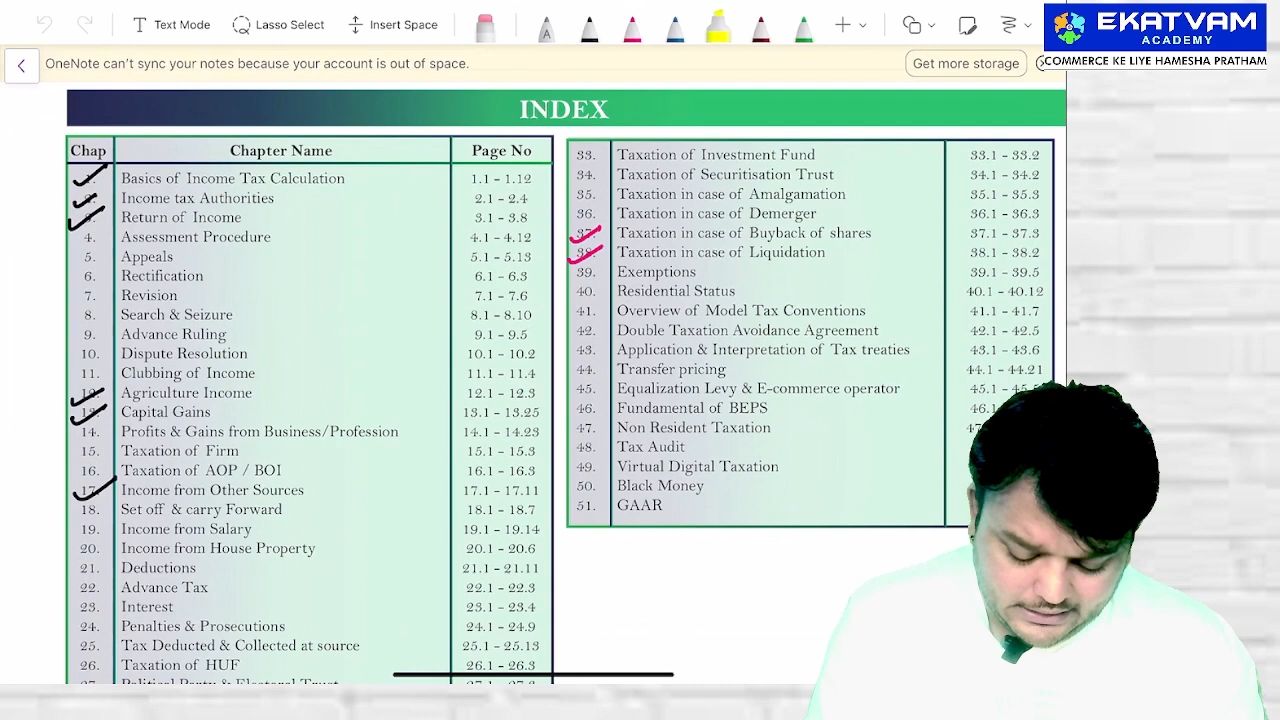 Text Mode Lasso Select Insert Space
EKATVAM
ACADEMY
COMMERCE KE LIYE HAMESHA PRATHAM
OneNote can't sync your notes because your account is out of space. Get more storage
INDEX
Chap Chapter Name Page No
Basics of Income Tax Calculation 1.1 - 1.12
Income tax Authorities 2.1 - 2.4
Return of Income 3.1 - 3.8
4. Assessment Procedure 4.1 - 4.12
5. Appeals 5.1 - 5.13
6. Rectification 6.1 - 6.3
7. Revision 7.1 - 7.6
8. Search & Seizure 8.1 - 8.10
9. Advance Ruling 9.1 - 9.5
10. Dispute Resolution 10.1 - 10.2
11. Clubbing of Income 11.1 - 11.4
12. Agriculture Income 12.1 - 12.3
13. Capital Gains 13.1 - 13.25
14. Profits & Gains from Business/Profession 14.1 - 14.23
15. Taxation of Firm 15.1 - 15.3
16. Taxation of AOP / BOI 16.1 - 16.3
17. Income from Other Sources 17.1 - 17.11
18. Set off & carry Forward 18.1 - 18.7
19. Income from Salary 19.1 - 19.14
20. Income from House Property 20.1 - 20.6
21. Deductions 21.1 - 21.11
22. Advance Tax 22.1 - 22.3
23. Interest 23.1 - 23.4
24. Penalties & Prosecutions 24.1 - 24.9
25. Tax Deducted & Collected at source 25.1 - 25.13
26. Taxation of HUF 26.1 - 26.3
33. Taxation of Investment Fund 33.1 - 33.2
34. Taxation of Securitisation Trust 34.1 - 34.2
35. Taxation in case of Amalgamation 35.1 - 35.3
36. Taxation in case of Demerger 36.1 - 36.3
37. Taxation in case of Buyback of shares 37.1 - 37.3
38. Taxation in case of Liquidation 38.1 - 38.2
39. Exemptions 39.1 - 39.5
40. Residential Status 40.1 - 40.12
41. Overview of Model Tax Conventions 41.1 - 41.7
42. Double Taxation Avoidance Agreement 42.1 - 42.5
43. Application & Interpretation of Tax treaties 43.1 - 43.6
44. Transfer pricing 44.1 - 44.21
45. Equalization Levy & E-commerce operator 45.1 -
46. Fundamental of BEPS 46.1
47. Non Resident Taxation
48. Tax Audit
49. Virtual Digital Taxation
50. Black Money
51. GAAR